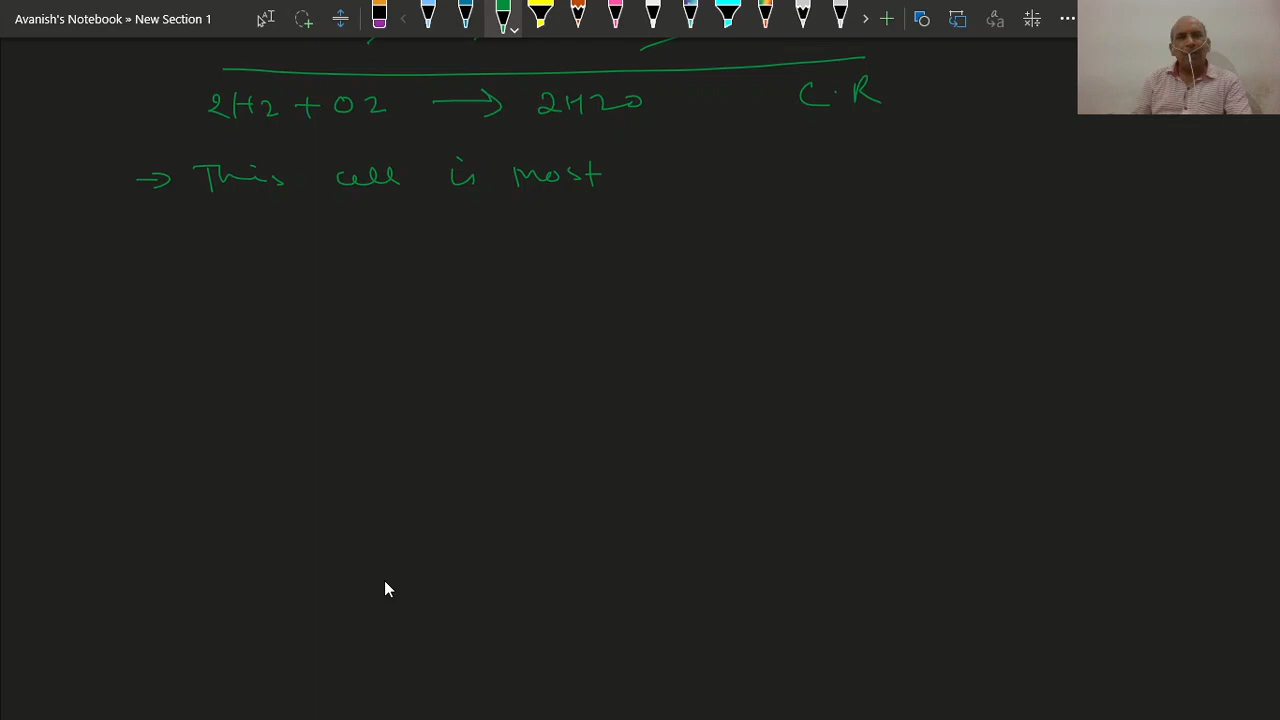 Avanish's Notebook » New Section 1
2H2 + O2 → 2H2O C.R
→ This cell is most